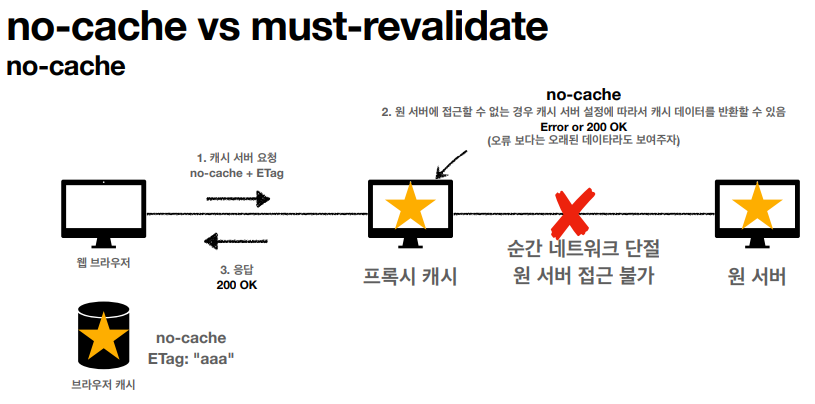 no-cache vs must-revalidate
no-cache
no-cache
2. 원 서버에 접근할 수 없는 경우 캐시 서버 설정에 따라서 캐시 데이터를 반환할 수 있음
Error or 200 OK
(오류 보다는 오래된 데이타라도 보여주자)
1. 캐시 서버 요청
no-cache + ETag
웹 브라우저
3. 응답
200 OK
프록시 캐시
순간 네트워크 단절
원 서버 접근 불가
원 서버
no-cache
ETag: "aaa"
브라우저 캐시